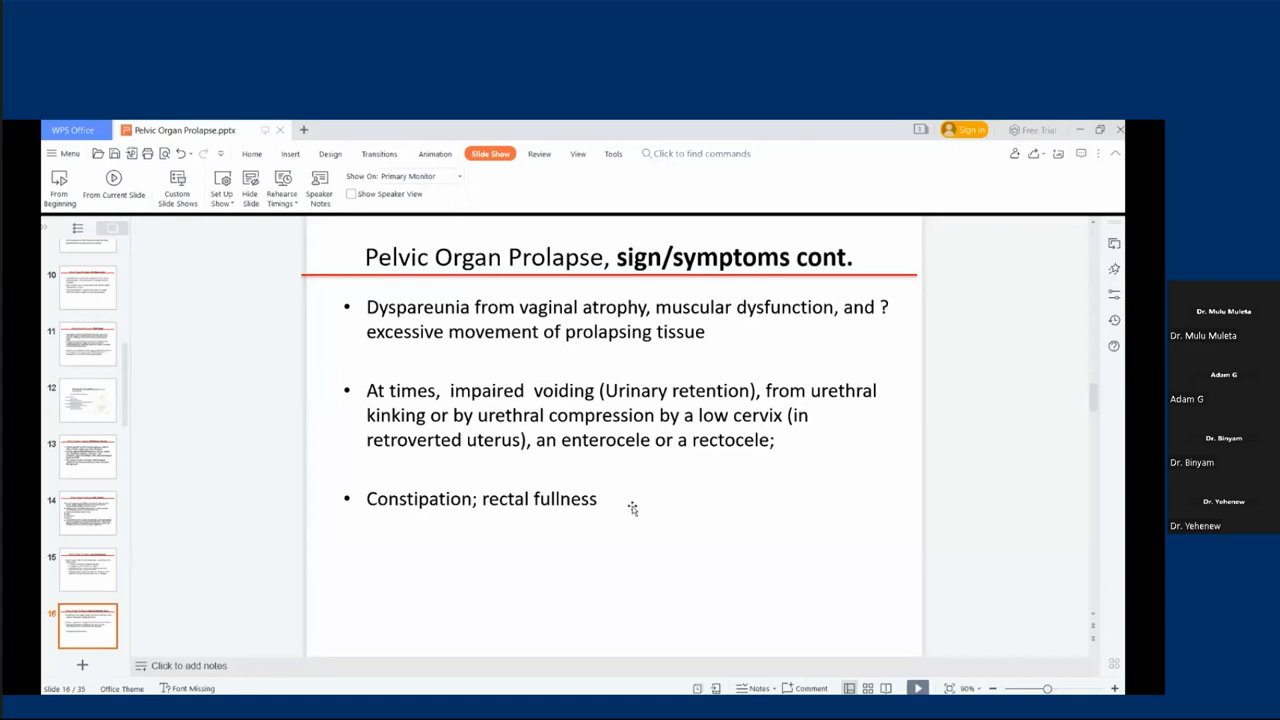 WPS Office
Pelvic Organ Prolapse.pptx
Sign in
Free Trial
Menu
Home
Insert
Design
Transitions
Animation
Slide Show
Review
View
Tools
Click to find commands
From Beginning
From Current Slide
Custom Slide Shows
Set Up Show
Hide Slide
Rehearse Timings
Speaker Notes
Show On: Primary Monitor
Show Speaker View
10
11
12
13
14
15
16
Pelvic Organ Prolapse, sign/symptoms cont.
• Dyspareunia from vaginal atrophy, muscular dysfunction, and ?
excessive movement of prolapsing tissue
• At times, impaired voiding (Urinary retention), from urethral
kinking or by urethral compression by a low cervix (in
retroverted uterus), an enterocele or a rectocele;
• Constipation; rectal fullness
Click to add notes
Slide 16 / 35
Office Theme
Font Missing
Notes
Comment
90%
Dr. Mulu Muleta
Dr. Mulu Muleta
Adam G
Adam G
Dr. Binyam
Dr. Binyam
Dr. Yehenew
Dr. Yehenew